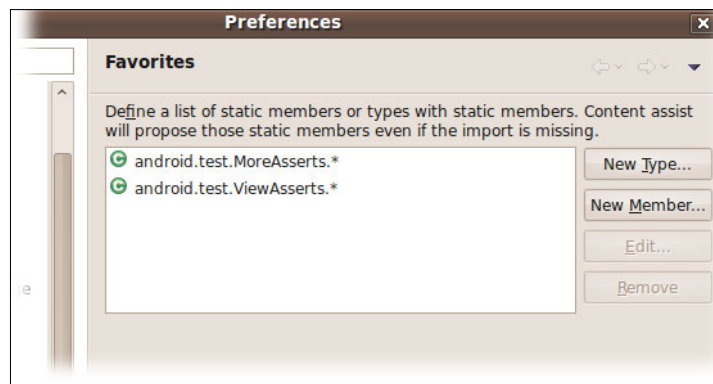 Preferences
Favorites
Define a list of static members or types with static members. Content assist
will propose those static members even if the import is missing.
android.test.MoreAsserts.*
android.test.ViewAsserts.*
New Type...
New Member...
Edit...
Remove